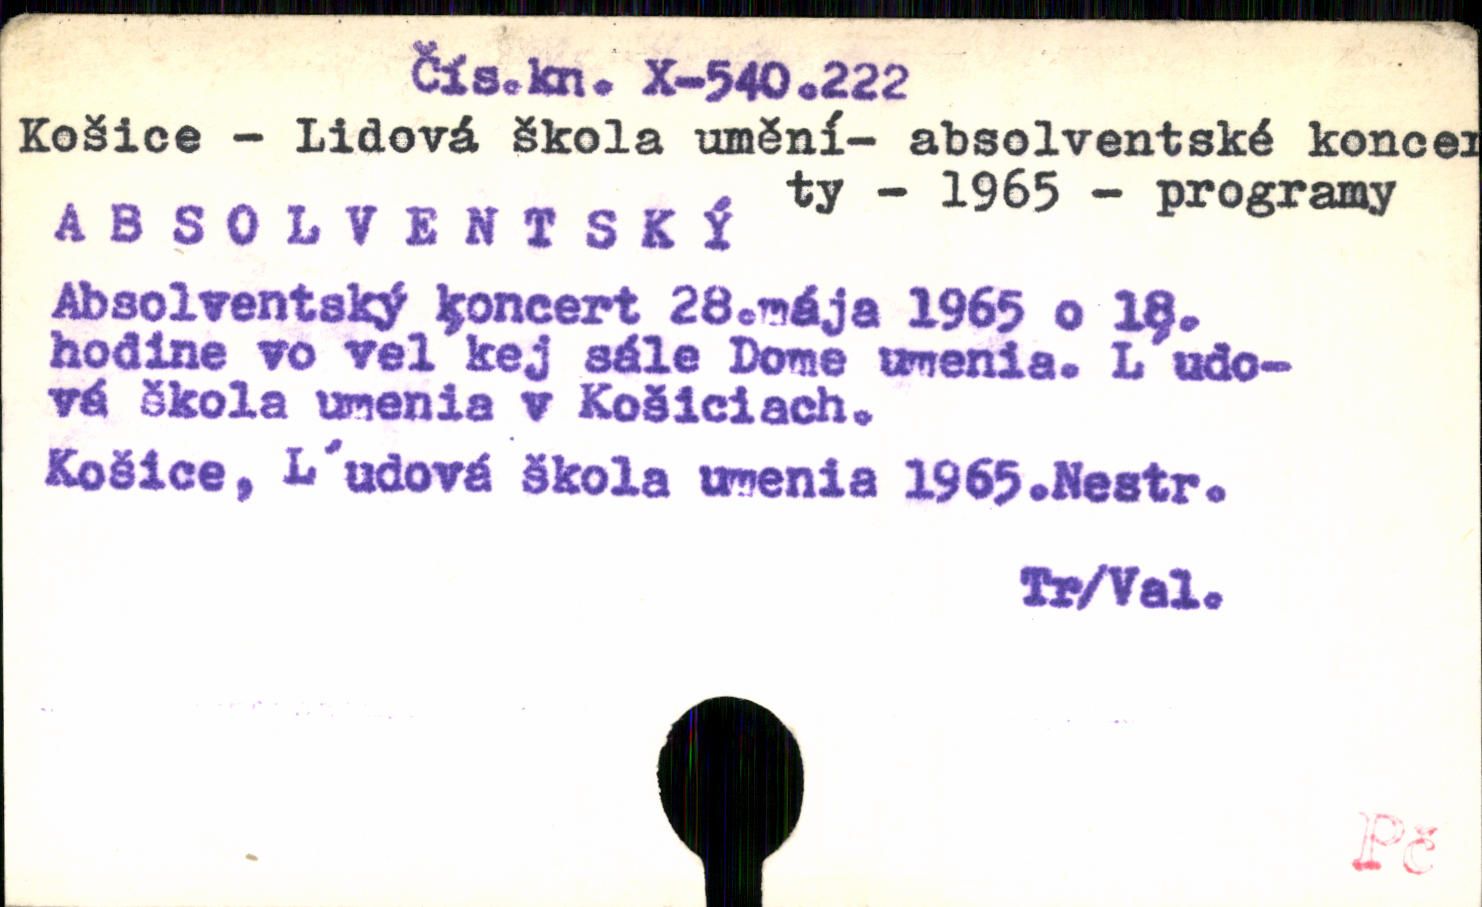 Čís.kn. X-540.222
Košice - Lidová škola umění- absolventské koncer
ty - 1965 - programy
A B S O L V E N T S K Ý
Absolventský koncert 28.mája 1965 o 18.
hodine vo vel´kej sále Dome umenia. L´udo-
vá škola umenia v Košiciach.
Košice, L´udová škola umenia 1965.Nestr.
Tr/Val.
Pč